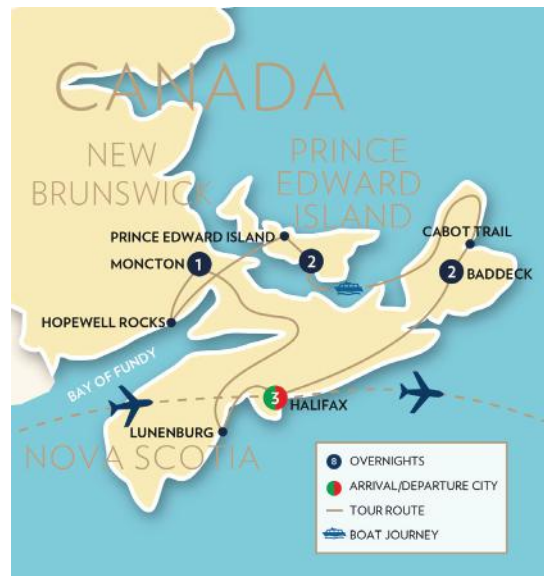 CANADA
NEW
BRUNSWICK
PRINCE
EDWARD
ISLAND
PRINCE EDWARD ISLAND
CABOT TRAIL
MONCTON
1
2
2
BADDECK
HOPEWELL ROCKS
BAY OF FUNDY
3
HALIFAX
LUNENBURG
NOVA SCOTIA
8 OVERNIGHTS
ARRIVAL/DEPARTURE CITY
TOUR ROUTE
BOAT JOURNEY